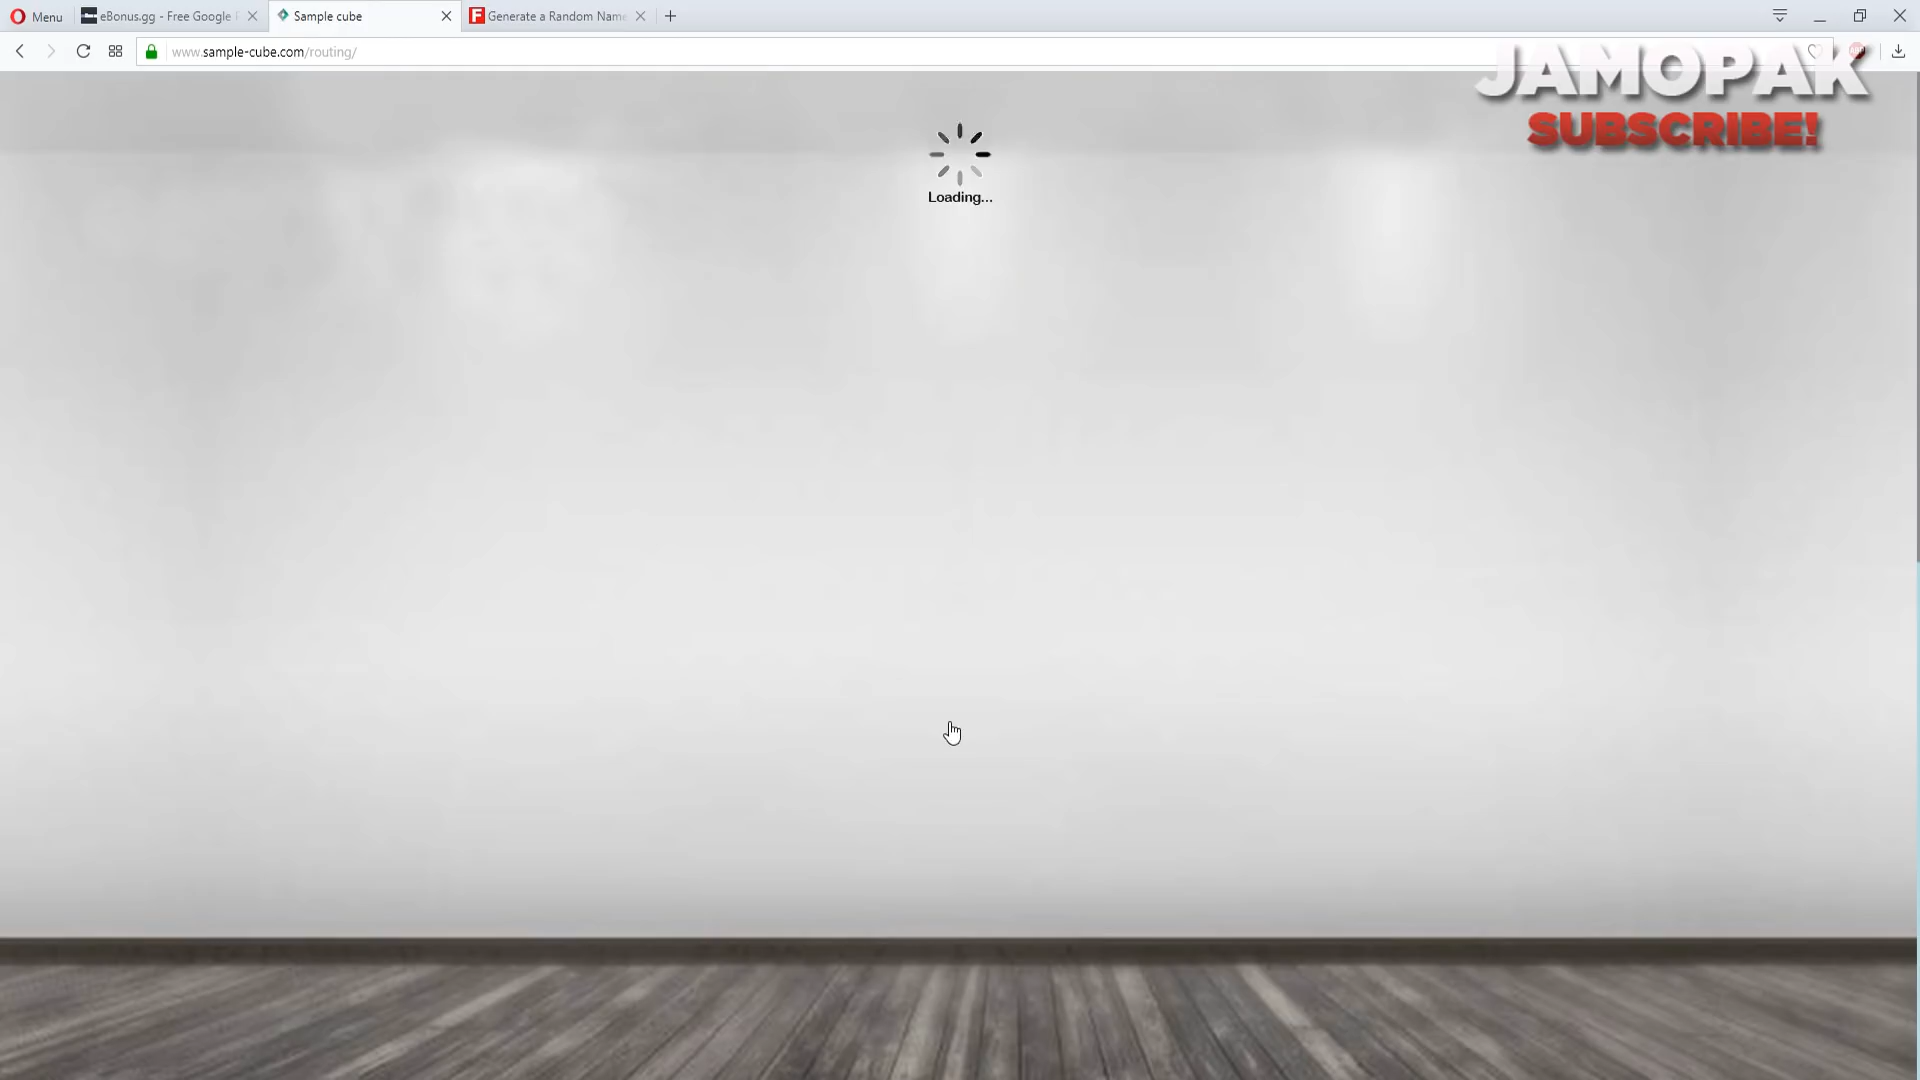 Menu
eBonus.gg - Free Google
Sample cube
Generate a Random Name
www.sample-cube.com/routing/
JAMOPAK
SUBSCRIBE!
Loading...